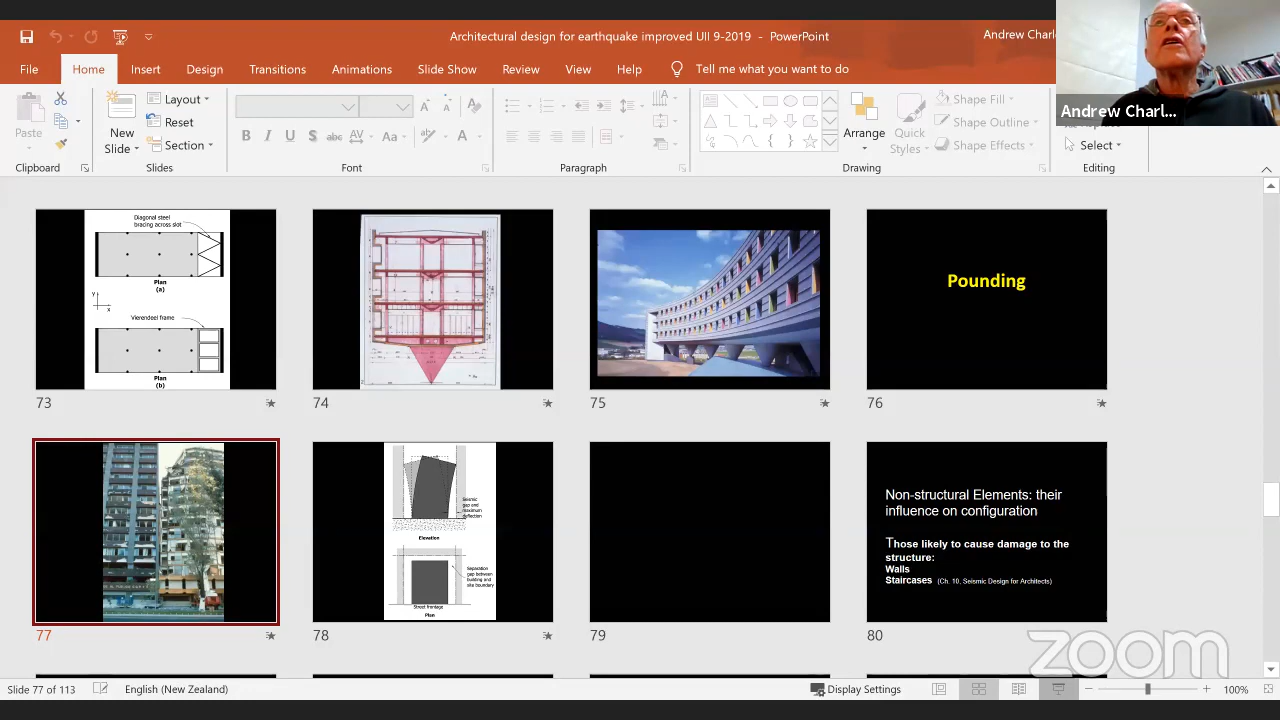 Architectural design for earthquake improved UII 9-2019 - PowerPoint
Andrew Charl
File Home Insert Design Transitions Animations Slide Show Review View Help Tell me what you want to do
Andrew Charl...
Paste
New
Slide
Layout
Reset
Section
Arrange
Quick
Styles
Shape Fill
Shape Outline
Shape Effects
Select
Clipboard Slides Font Paragraph Drawing Editing
Diagonal steel
bracing across slot
Plan
(a)
Y
X
Vierendeel frame
Plan
(b)
73
74
75
Pounding
76
77
Seismic
gap and
maximum
deflection
Elevation
Separation
gap between
building and
site boundary
Street frontage
Plan
78
79
Non-structural Elements: their
influence on configuration
Those likely to cause damage to the
structure:
Walls
Staircases (Ch. 10, Seismic Design for Architects)
80
zoom
Slide 77 of 113 English (New Zealand) Display Settings 100%